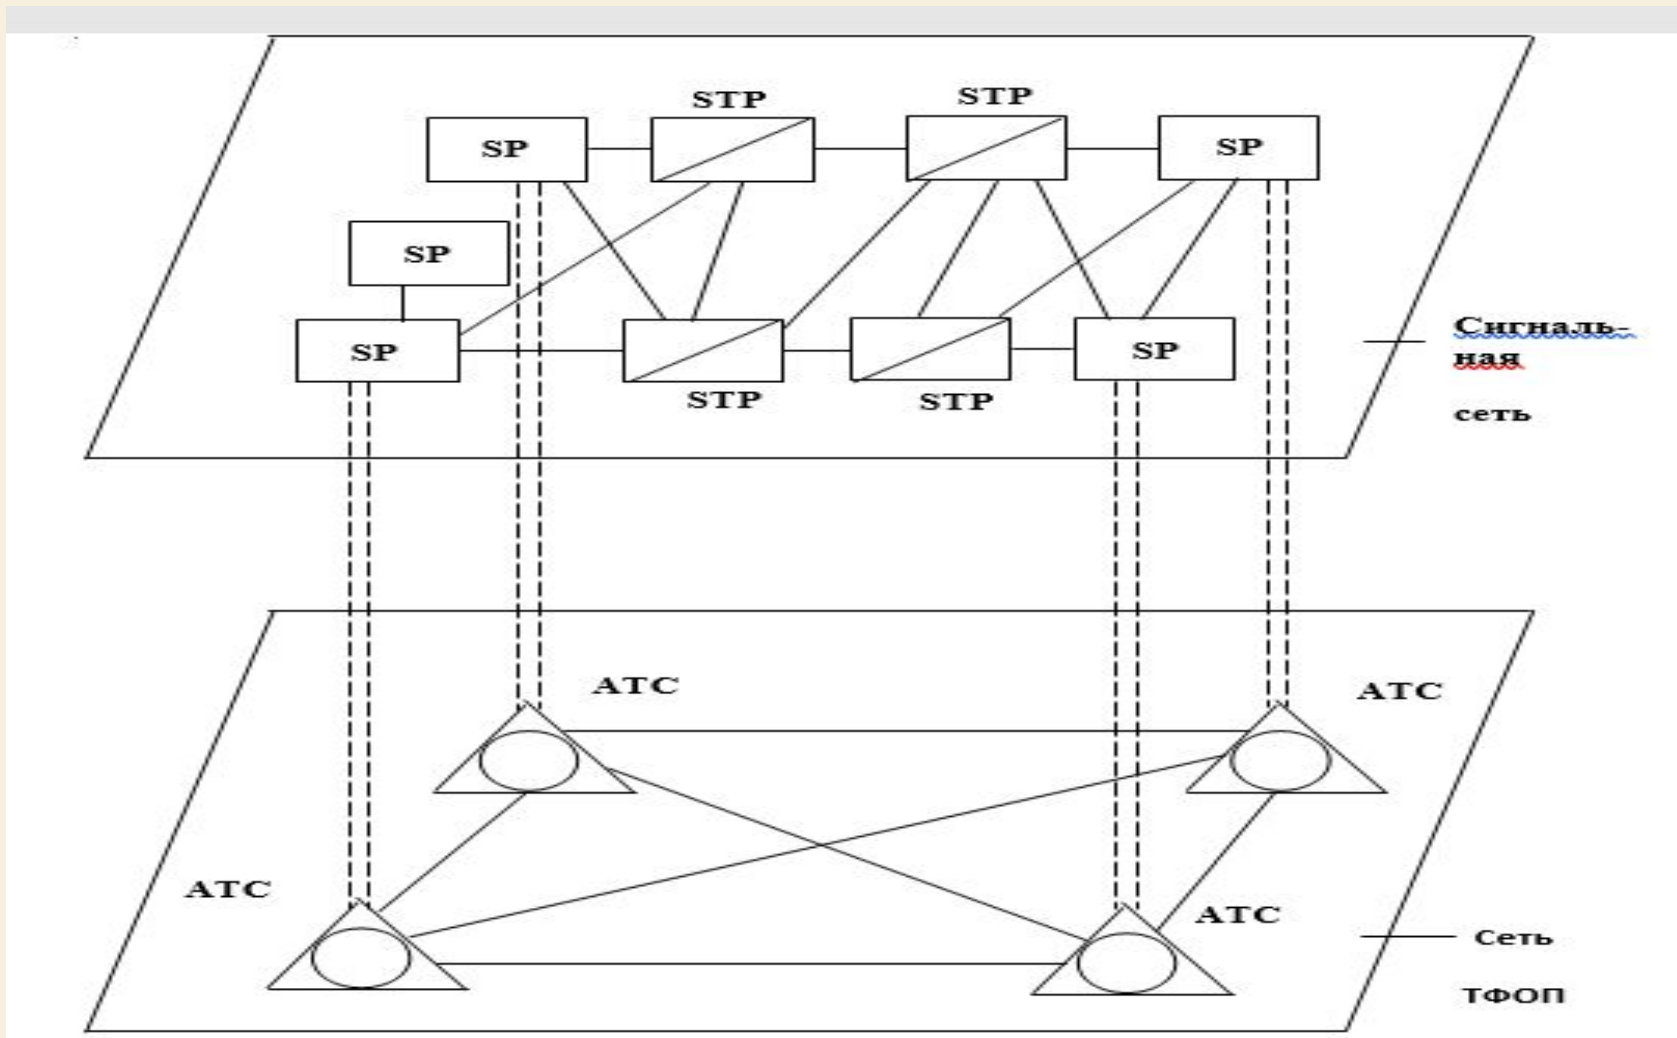 STP
STP
SP
SP
SP
SP
SP
STP
STP
Сигналь-
ная
сеть
АТС
АТС
АТС
АТС
Сеть
ТФОП